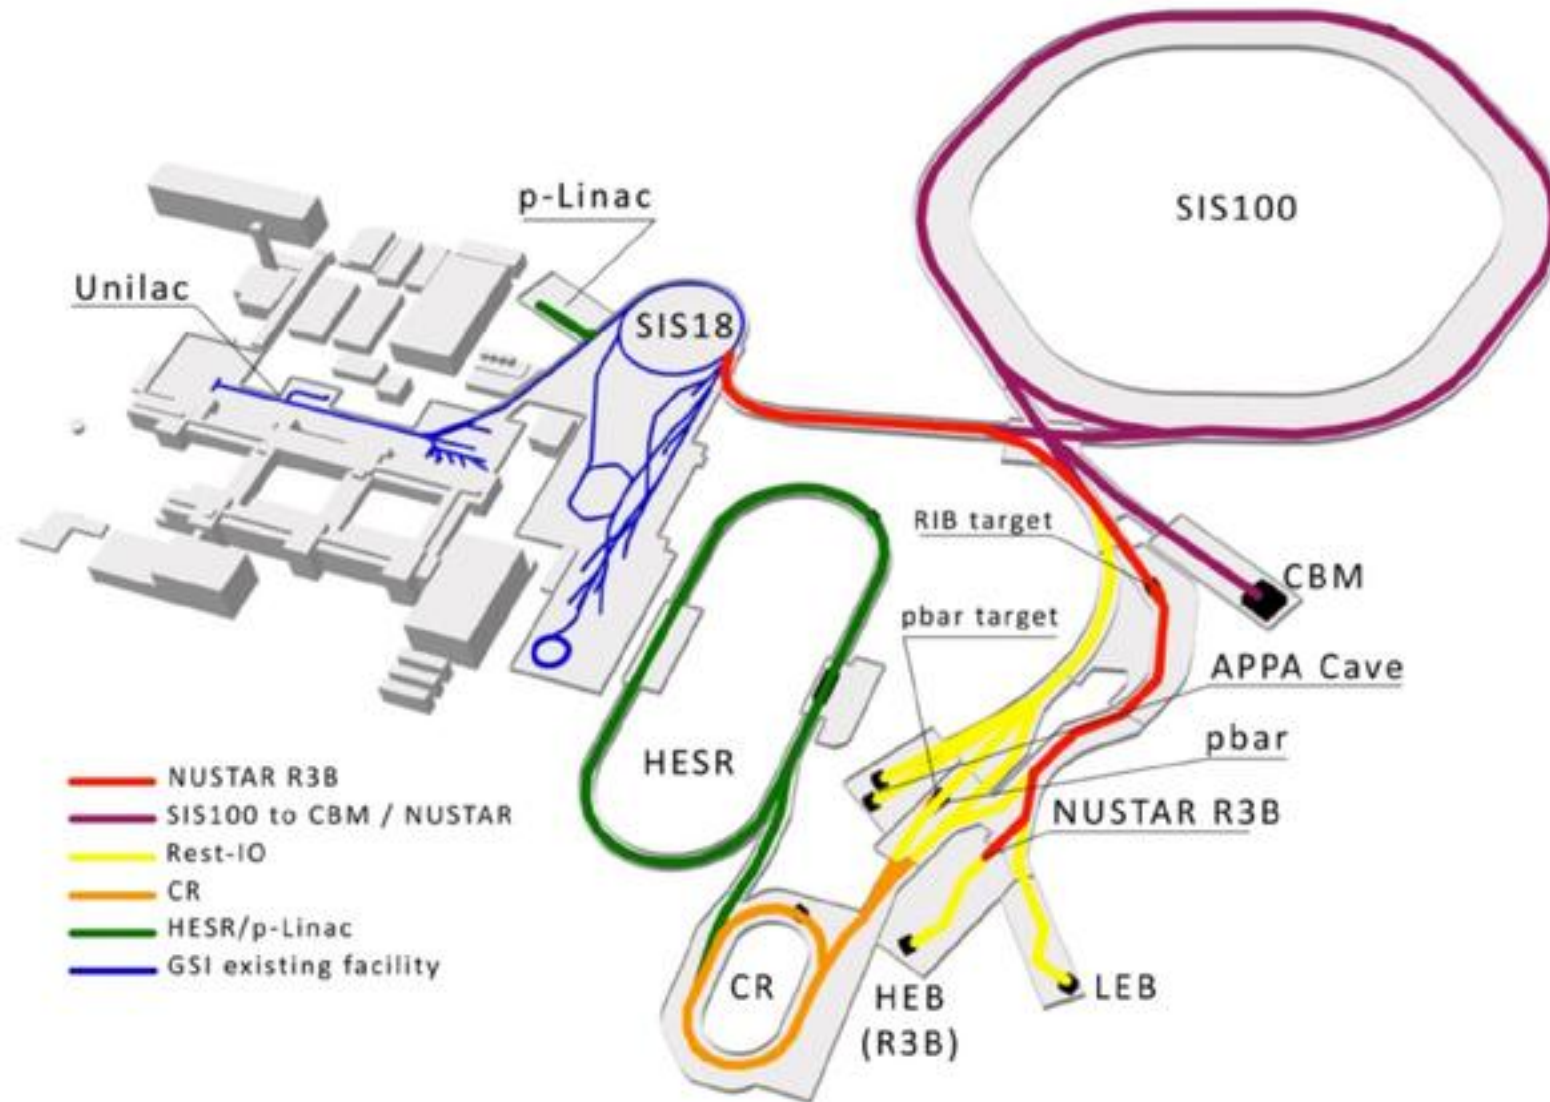 SIS100
p-Linac
Unilac
SIS18
RIB target
CBM
pbar target
APPA Cave
pbar
HESR
NUSTAR R3B
NUSTAR R3B
SIS100 to CBM / NUSTAR
Rest-IO
CR
HESR/p-Linac
GSI existing facility
CR
HEB
(R3B)
LEB